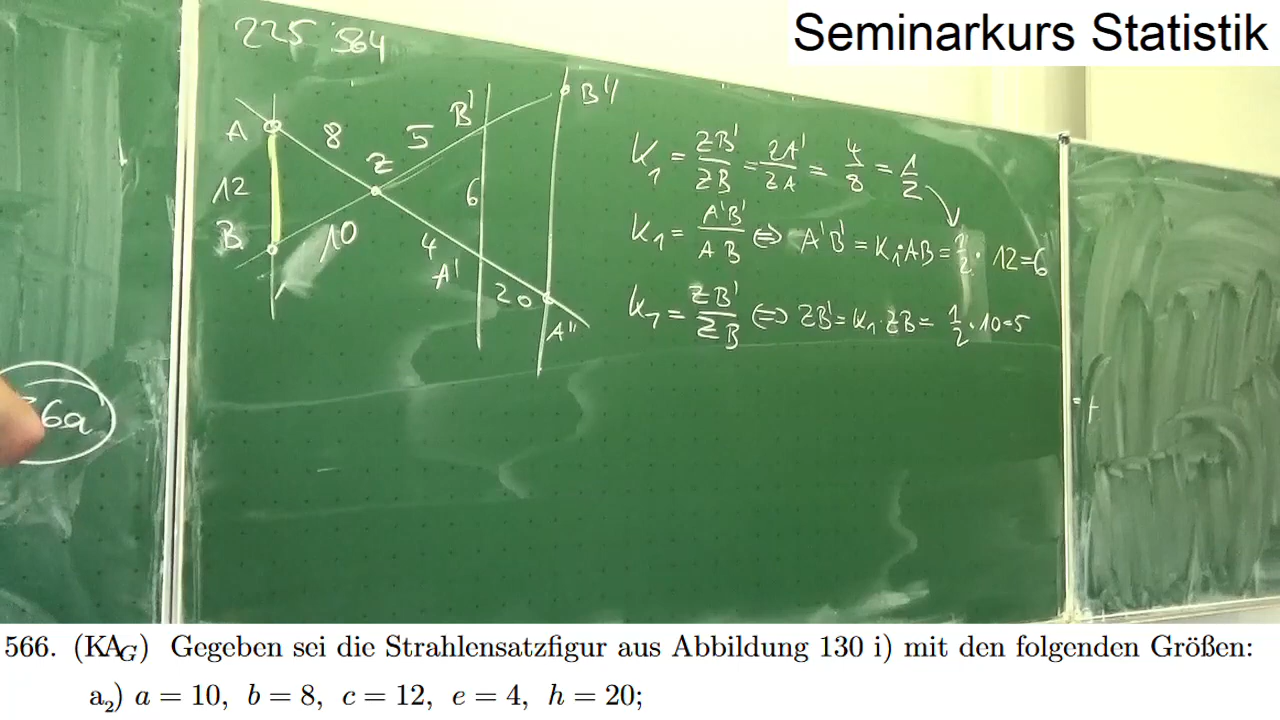 Seminarkurs Statistik
225 564
A 8 5 B' B''
Z
12 6
B 10 4
A' 20
A''
K₁ = ZB'/ZB = ZA'/ZA = 4/8 = 1/2
K₁ = A'B'/AB ⇔ A'B' = K₁·AB = 1/2 · 12 = 6
K₁ = ZB'/ZB ⇔ ZB' = K₁·ZB = 1/2 · 10 = 5
6a
566. (KA_G) Gegeben sei die Strahlensatzfigur aus Abbildung 130 i) mit den folgenden Größen:
a₂) a = 10, b = 8, c = 12, e = 4, h = 20;